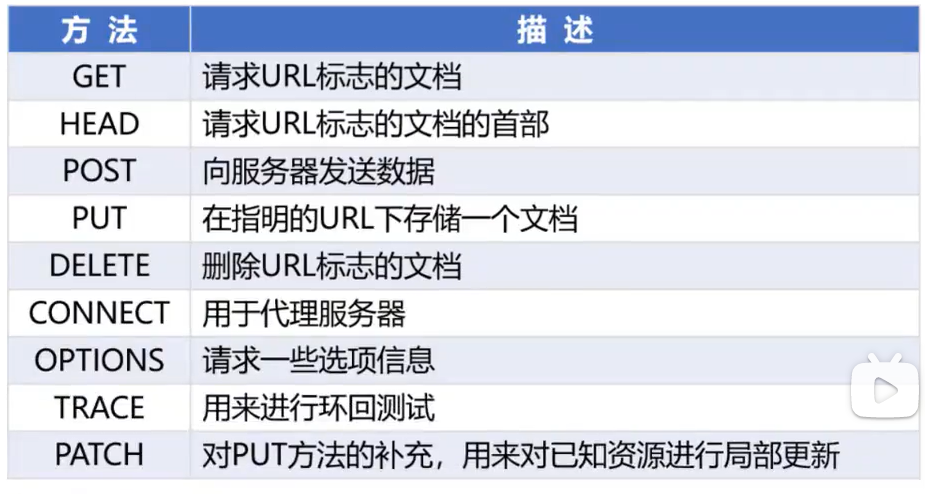 方 法 描 述
GET 请求URL标志的文档
HEAD 请求URL标志的文档的首部
POST 向服务器发送数据
PUT 在指明的URL下存储一个文档
DELETE 删除URL标志的文档
CONNECT 用于代理服务器
OPTIONS 请求一些选项信息
TRACE 用来进行环回测试
PATCH 对PUT方法的补充，用来对已知资源进行局部更新